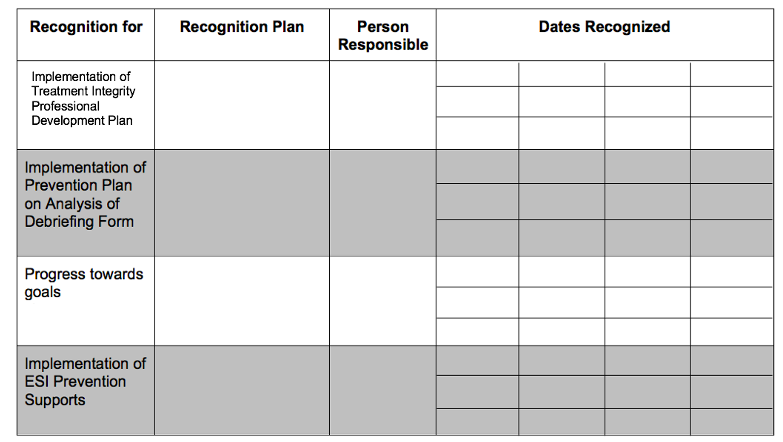 Recognition for
Recognition Plan
Person
Responsible
Dates Recognized
Implementation of
Treatment Integrity
Professional
Development Plan
Implementation of
Prevention Plan
on Analysis of
Debriefing Form
Progress towards
goals
Implementation of
ESI Prevention
Supports